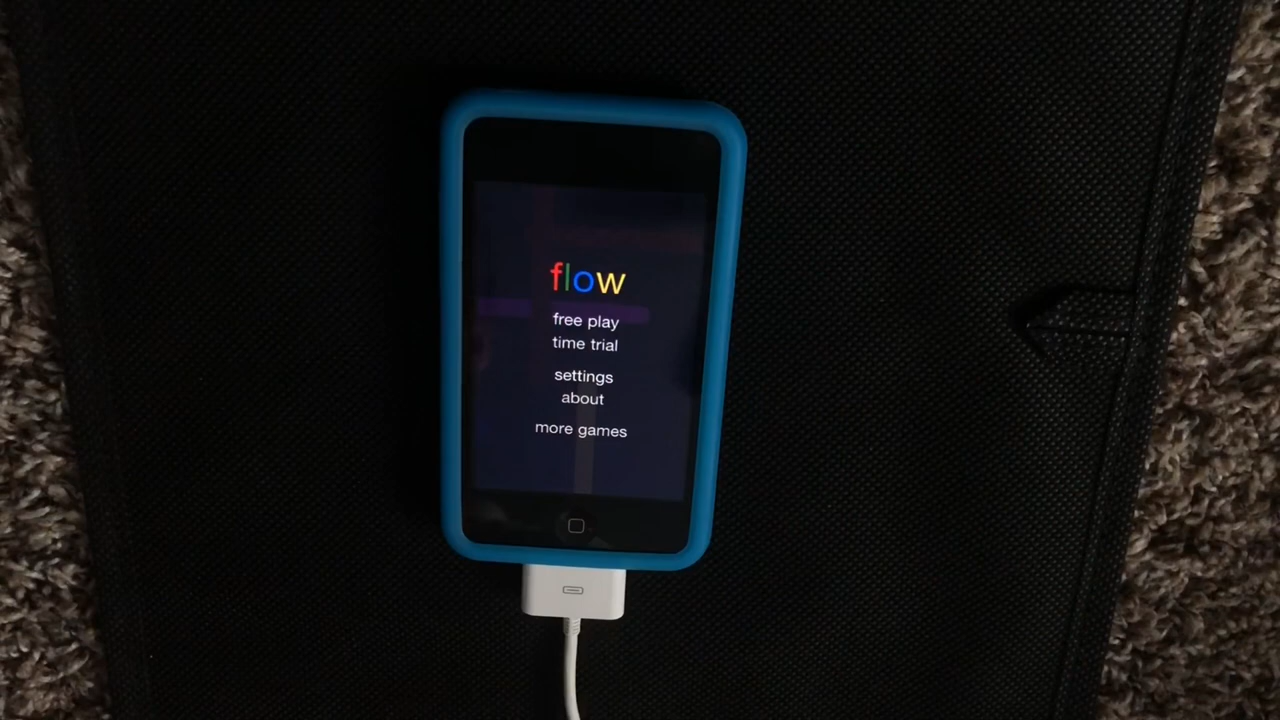 flow
free play
time trial
settings
about
more games